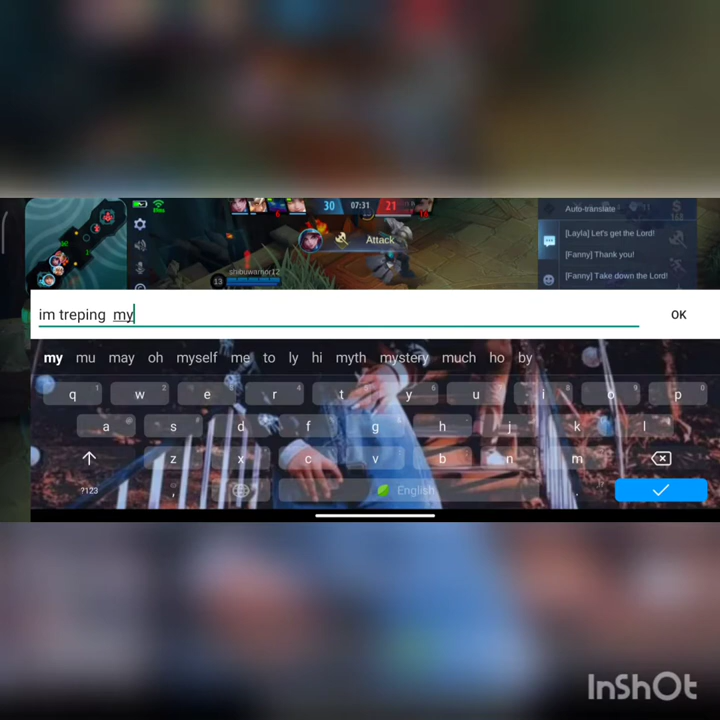 30 07:31 21
Auto-translate
Attack
[Layla] Let's get the Lord!
[Fanny] Thank you!
shibuwarrior12
13
[Fanny] Take down the Lord!
im treping  my
OK
my mu may oh myself me to ly hi myth mystery much ho by
q w e r t y u i o p
a s d f g h j k l
z x c v b n m
?123 , English .
InShOt